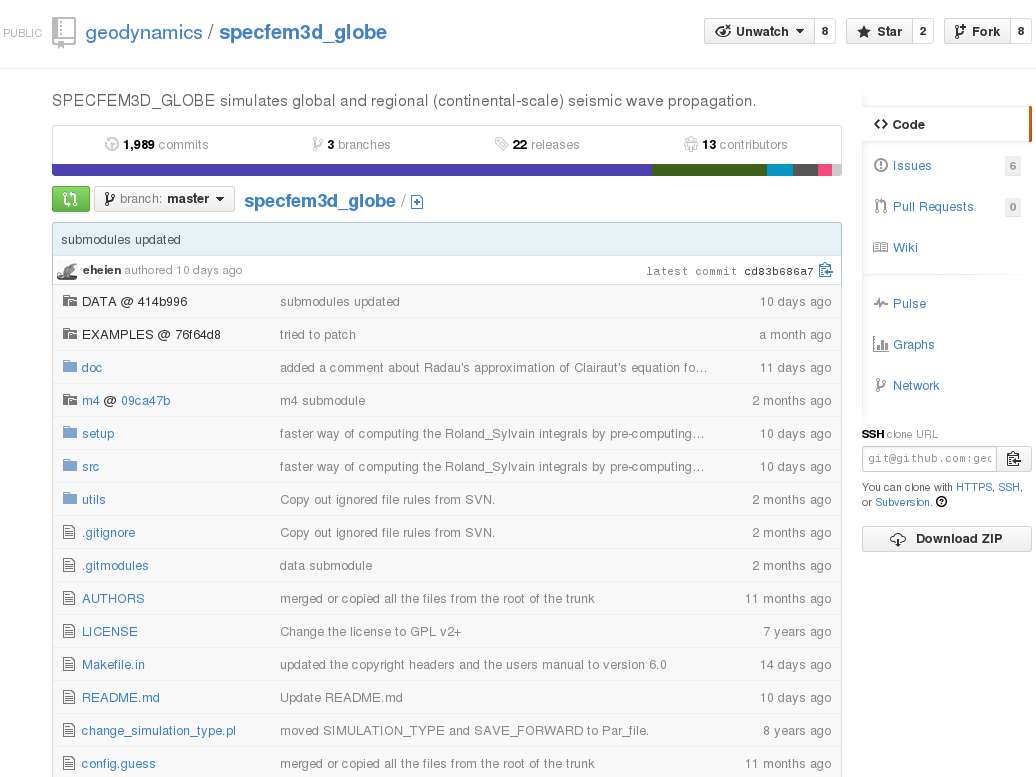 PUBLIC geodynamics / specfem3d_globe Unwatch 8 Star 2 Fork 8
SPECFEM3D_GLOBE simulates global and regional (continental-scale) seismic wave propagation.
1,989 commits 3 branches 22 releases 13 contributors
branch: master specfem3d_globe /
submodules updated
eheien authored 10 days ago latest commit cd83b686a7
DATA @ 414b996 submodules updated 10 days ago
EXAMPLES @ 76f64d8 tried to patch a month ago
doc added a comment about Radau's approximation of Clairaut's equation fo… 11 days ago
m4 @ 09ca47b m4 submodule 2 months ago
setup faster way of computing the Roland_Sylvain integrals by pre-computing… 10 days ago
src faster way of computing the Roland_Sylvain integrals by pre-computing… 10 days ago
utils Copy out ignored file rules from SVN. 2 months ago
.gitignore Copy out ignored file rules from SVN. 2 months ago
.gitmodules data submodule 2 months ago
AUTHORS merged or copied all the files from the root of the trunk 11 months ago
LICENSE Change the license to GPL v2+ 7 years ago
Makefile.in updated the copyright headers and the users manual to version 6.0 14 days ago
README.md Update README.md 10 days ago
change_simulation_type.pl moved SIMULATION_TYPE and SAVE_FORWARD to Par_file. 8 years ago
config.guess merged or copied all the files from the root of the trunk 11 months ago
Code
Issues 6
Pull Requests 0
Wiki
Pulse
Graphs
Network
SSH clone URL
git@github.com:geo
You can clone with HTTPS, SSH,
or Subversion.
Download ZIP